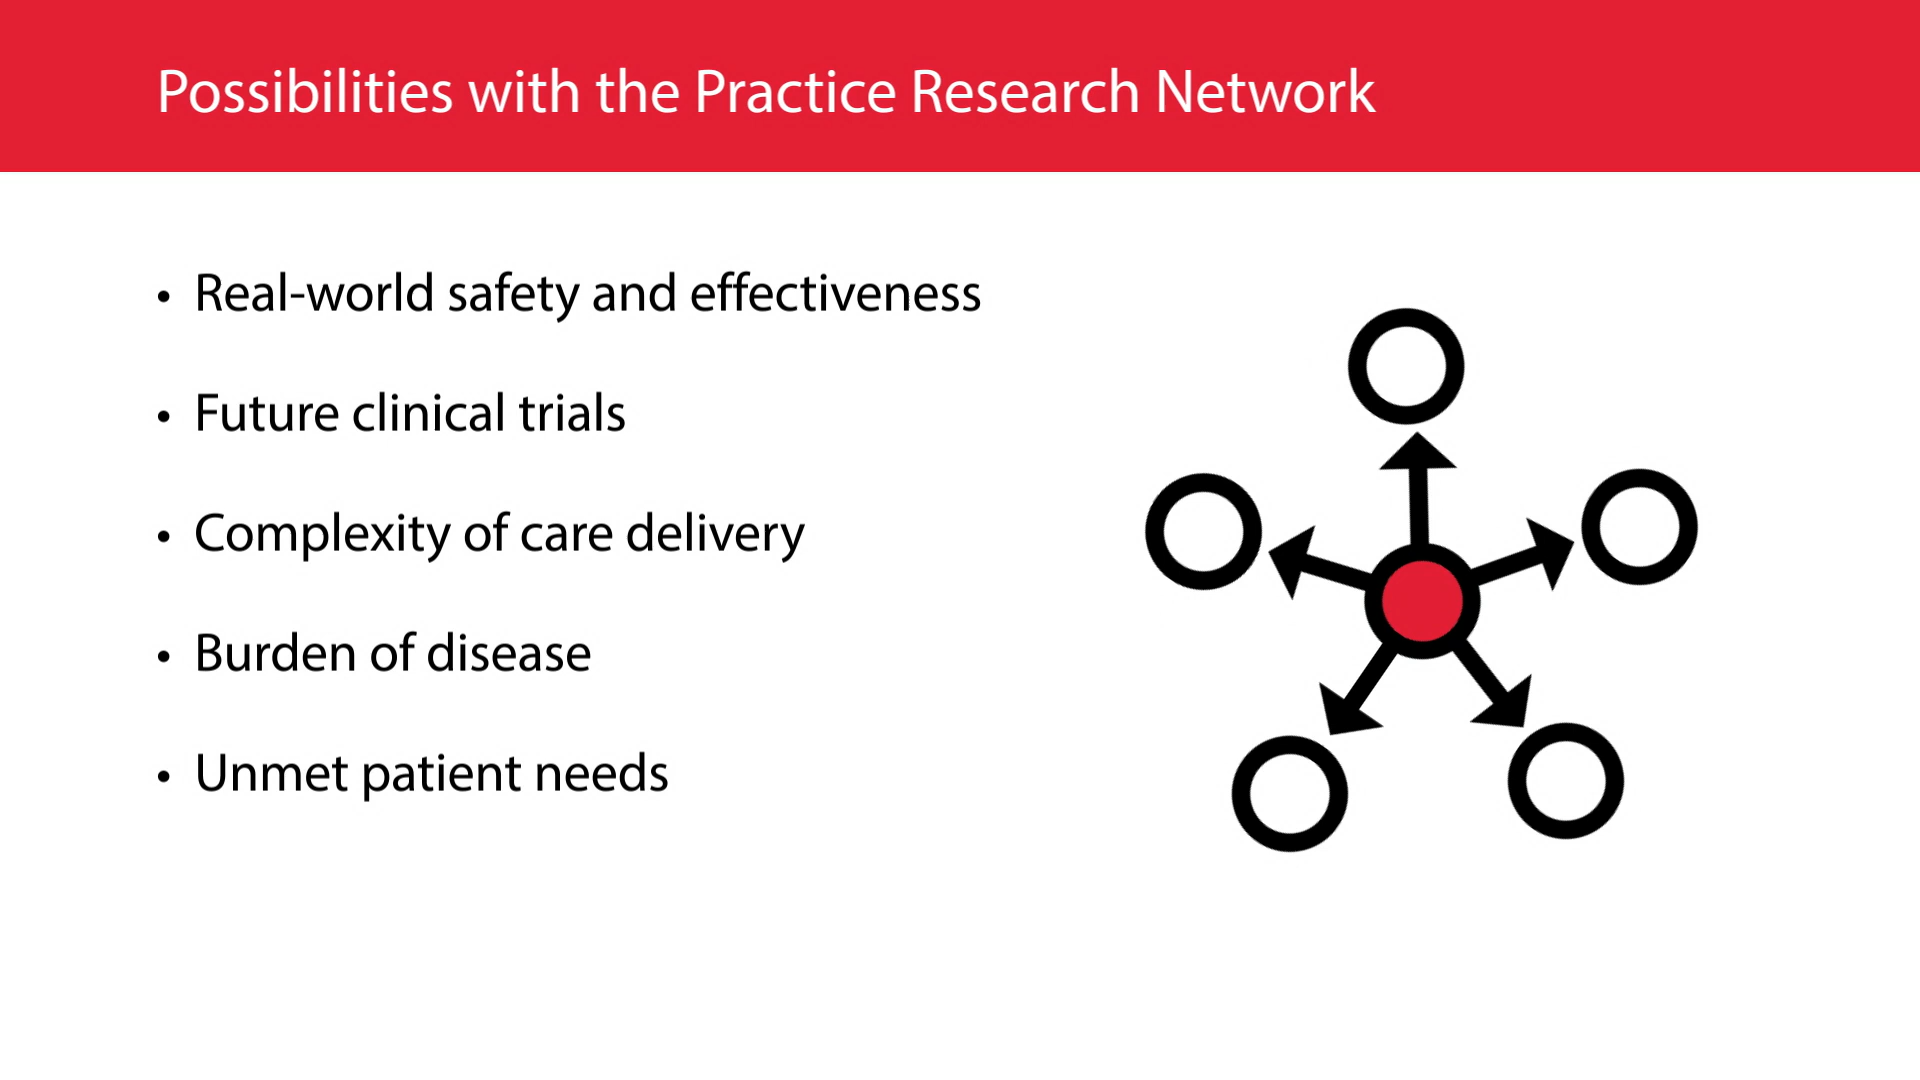 Possibilities with the Practice Research Network
• Real-world safety and effectiveness
• Future clinical trials
• Complexity of care delivery
• Burden of disease
• Unmet patient needs